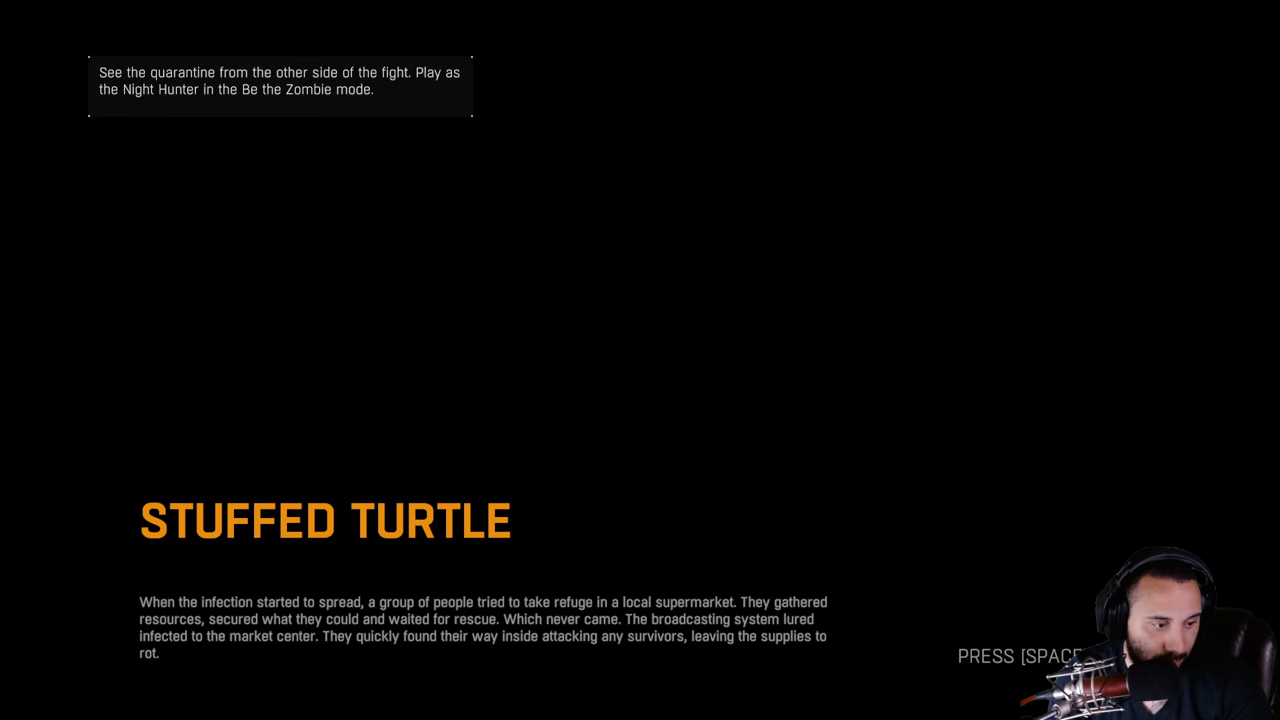 See the quarantine from the other side of the fight. Play as
the Night Hunter in the Be the Zombie mode.
STUFFED TURTLE
When the infection started to spread, a group of people tried to take refuge in a local supermarket. They gathered
resources, secured what they could and waited for rescue. Which never came. The broadcasting system lured
infected to the market center. They quickly found their way inside attacking any survivors, leaving the supplies to
rot.
PRESS [SPACE